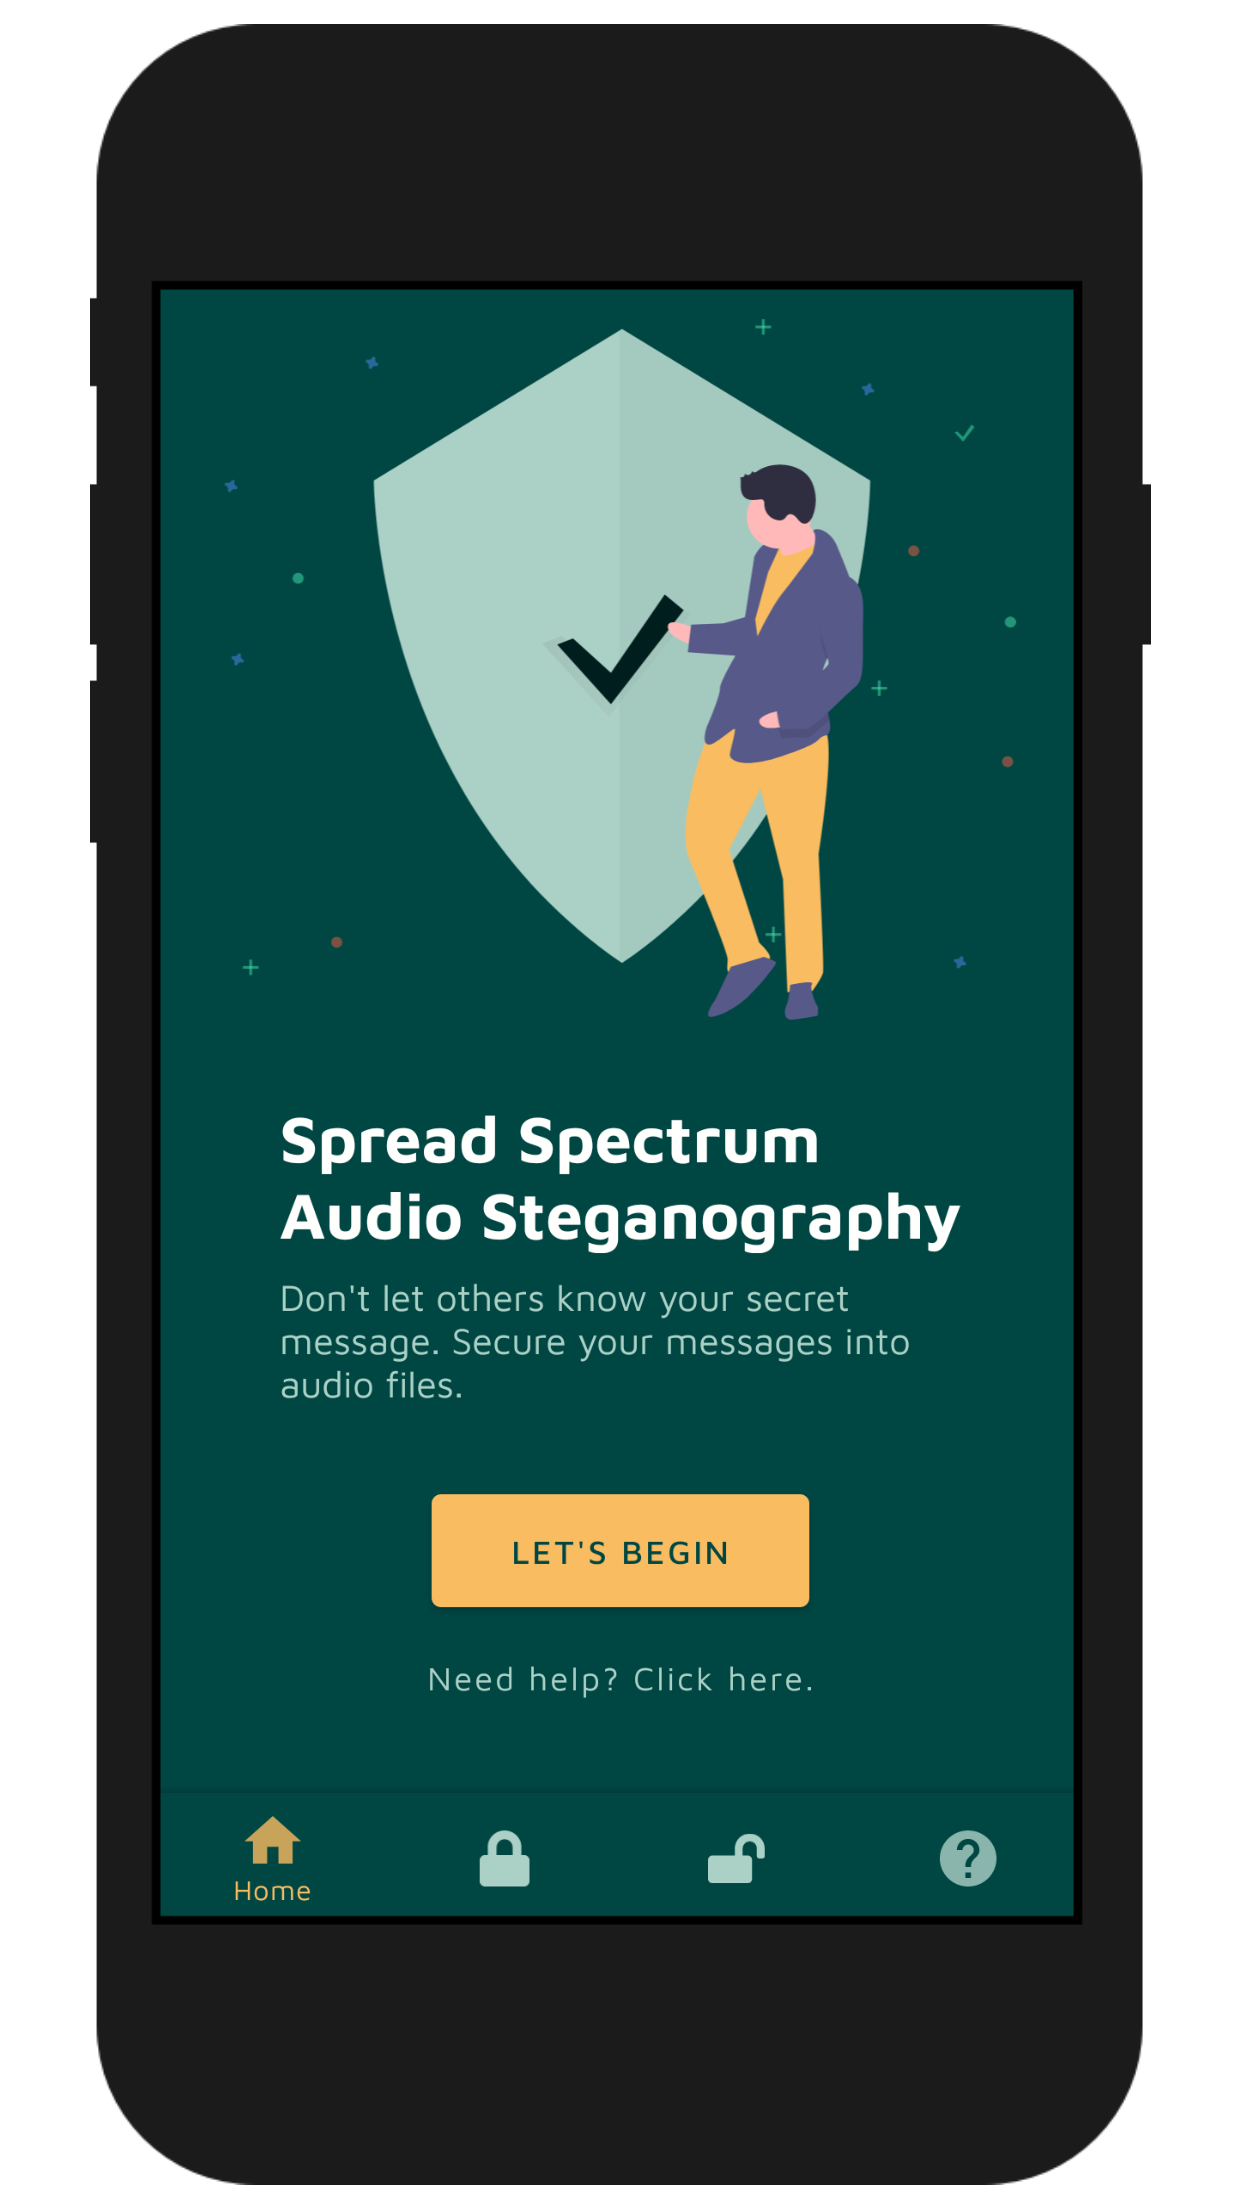 Spread Spectrum
Audio Steganography
Don't let others know your secret
message. Secure your messages into
audio files.
LET'S BEGIN
Need help? Click here.
Home